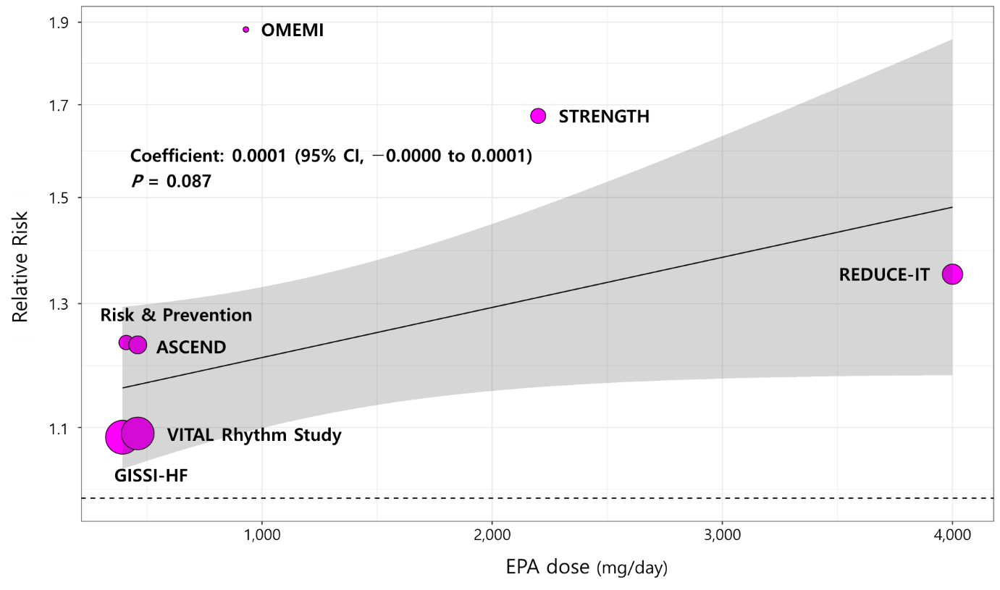 1.9
OMEMI
1.7
STRENGTH
Coefficient: 0.0001 (95% CI, −0.0000 to 0.0001)
P = 0.087
1.5
Relative Risk
REDUCE-IT
1.3
Risk & Prevention
ASCEND
1.1
VITAL Rhythm Study
GISSI-HF
1,000 2,000 3,000 4,000
EPA dose (mg/day)